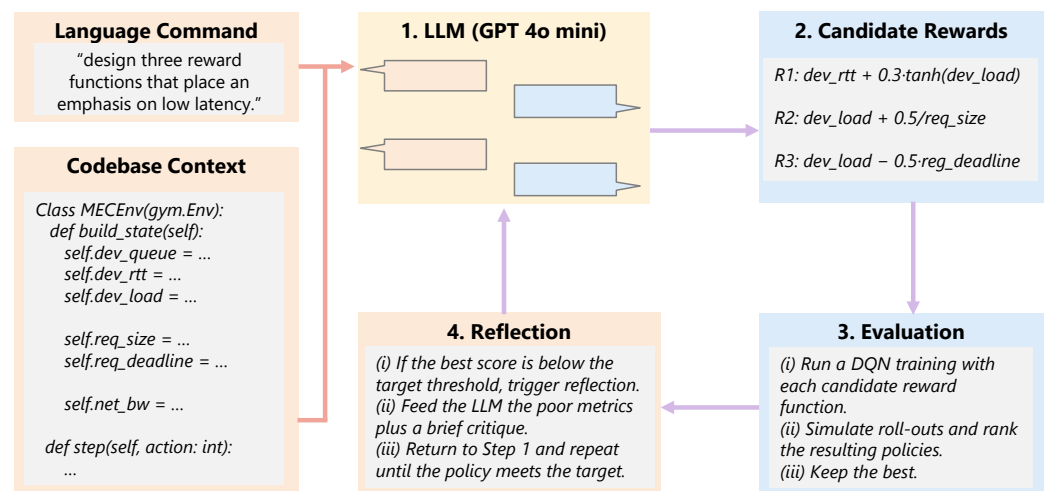 Language Command
“design three reward
functions that place an
emphasis on low latency.”
Codebase Context
Class MECEnv(gym.Env):
def build_state(self):
self.dev_queue = ...
self.dev_rtt = ...
self.dev_load = ...
self.req_size = ...
self.req_deadline = ...
self.net_bw = ...
def step(self, action: int):
...
1. LLM (GPT 4o mini)
2. Candidate Rewards
R1: dev_rtt + 0.3·tanh(dev_load)
R2: dev_load + 0.5/req_size
R3: dev_load − 0.5·reg_deadline
3. Evaluation
(i) Run a DQN training with
each candidate reward
function.
(ii) Simulate roll-outs and rank
the resulting policies.
(iii) Keep the best.
4. Reflection
(i) If the best score is below the
target threshold, trigger reflection.
(ii) Feed the LLM the poor metrics
plus a brief critique.
(iii) Return to Step 1 and repeat
until the policy meets the target.